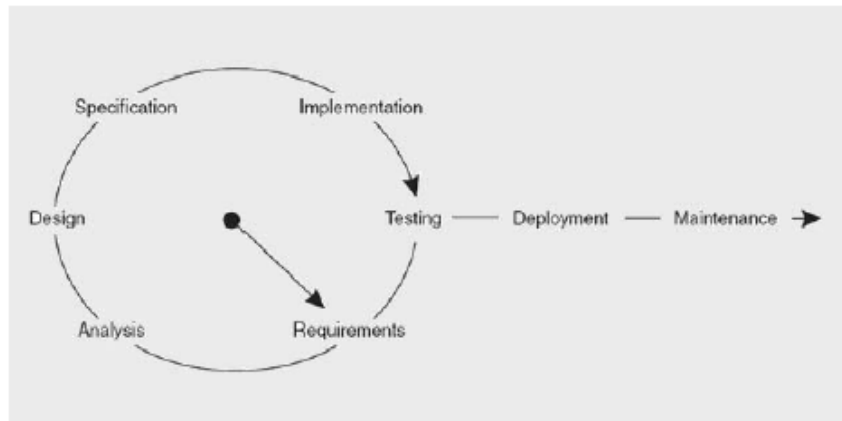 Specification
Implementation
Design
Testing
Deployment
Maintenance
Analysis
Requirements